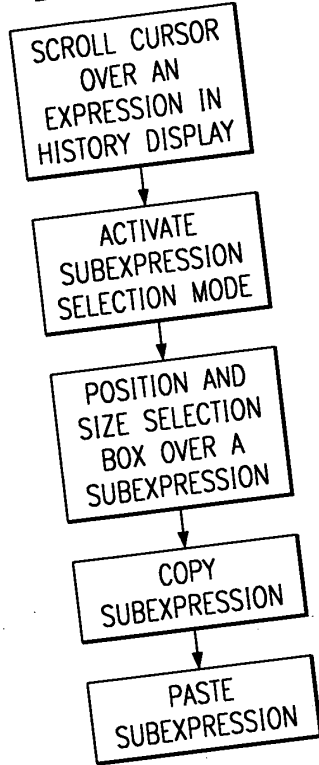 SCROLL CURSOR
OVER AN
EXPRESSION IN
HISTORY DISPLAY
ACTIVATE
SUBEXPRESSION
SELECTION MODE
POSITION AND
SIZE SELECTION
BOX OVER A
SUBEXPRESSION
COPY
SUBEXPRESSION
PASTE
SUBEXPRESSION